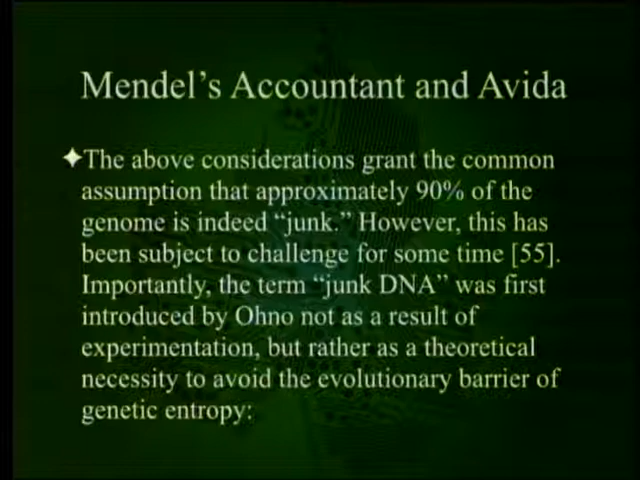 Mendel's Accountant and Avida
✦The above considerations grant the common
assumption that approximately 90% of the
genome is indeed “junk.” However, this has
been subject to challenge for some time [55].
Importantly, the term “junk DNA” was first
introduced by Ohno not as a result of
experimentation, but rather as a theoretical
necessity to avoid the evolutionary barrier of
genetic entropy: